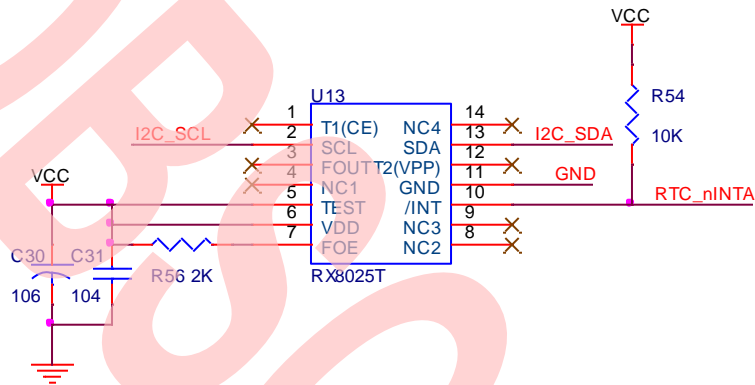 VCC
U13
R54
10K
1
T1(CE)
NC4
14
I2C_SCL
2
SCL
SDA
13
I2C_SDA
3
FOUT
T2(VPP)
12
VCC
4
NC1
GND
11
GND
5
TEST
/INT
10
RTC_nINTA
6
VDD
NC3
9
7
FOE
NC2
8
C30
C31
R56 2K
RX8025T
106
104